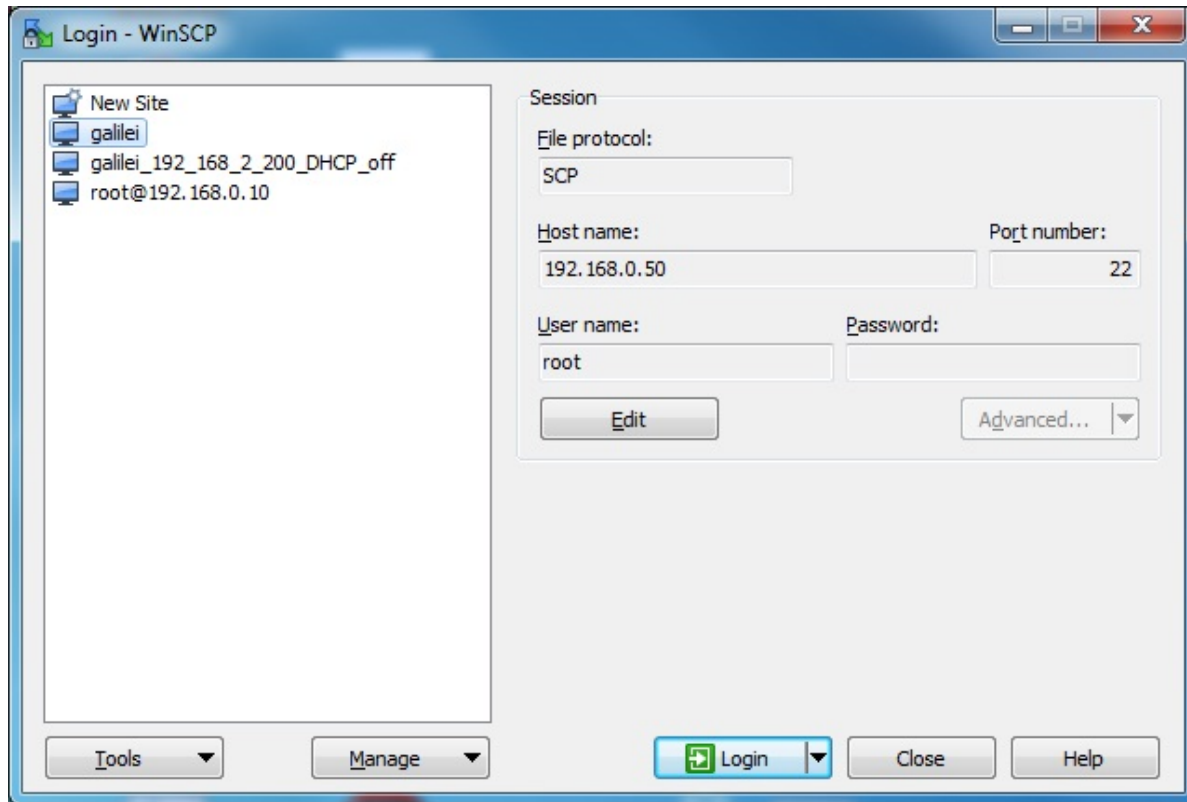 Login - WinSCP
New Site
galilei
galilei_192_168_2_200_DHCP_off
root@192.168.0.10
Session
File protocol:
SCP
Host name: Port number:
192.168.0.50 22
User name: Password:
root
Edit Advanced...
Tools Manage Login Close Help